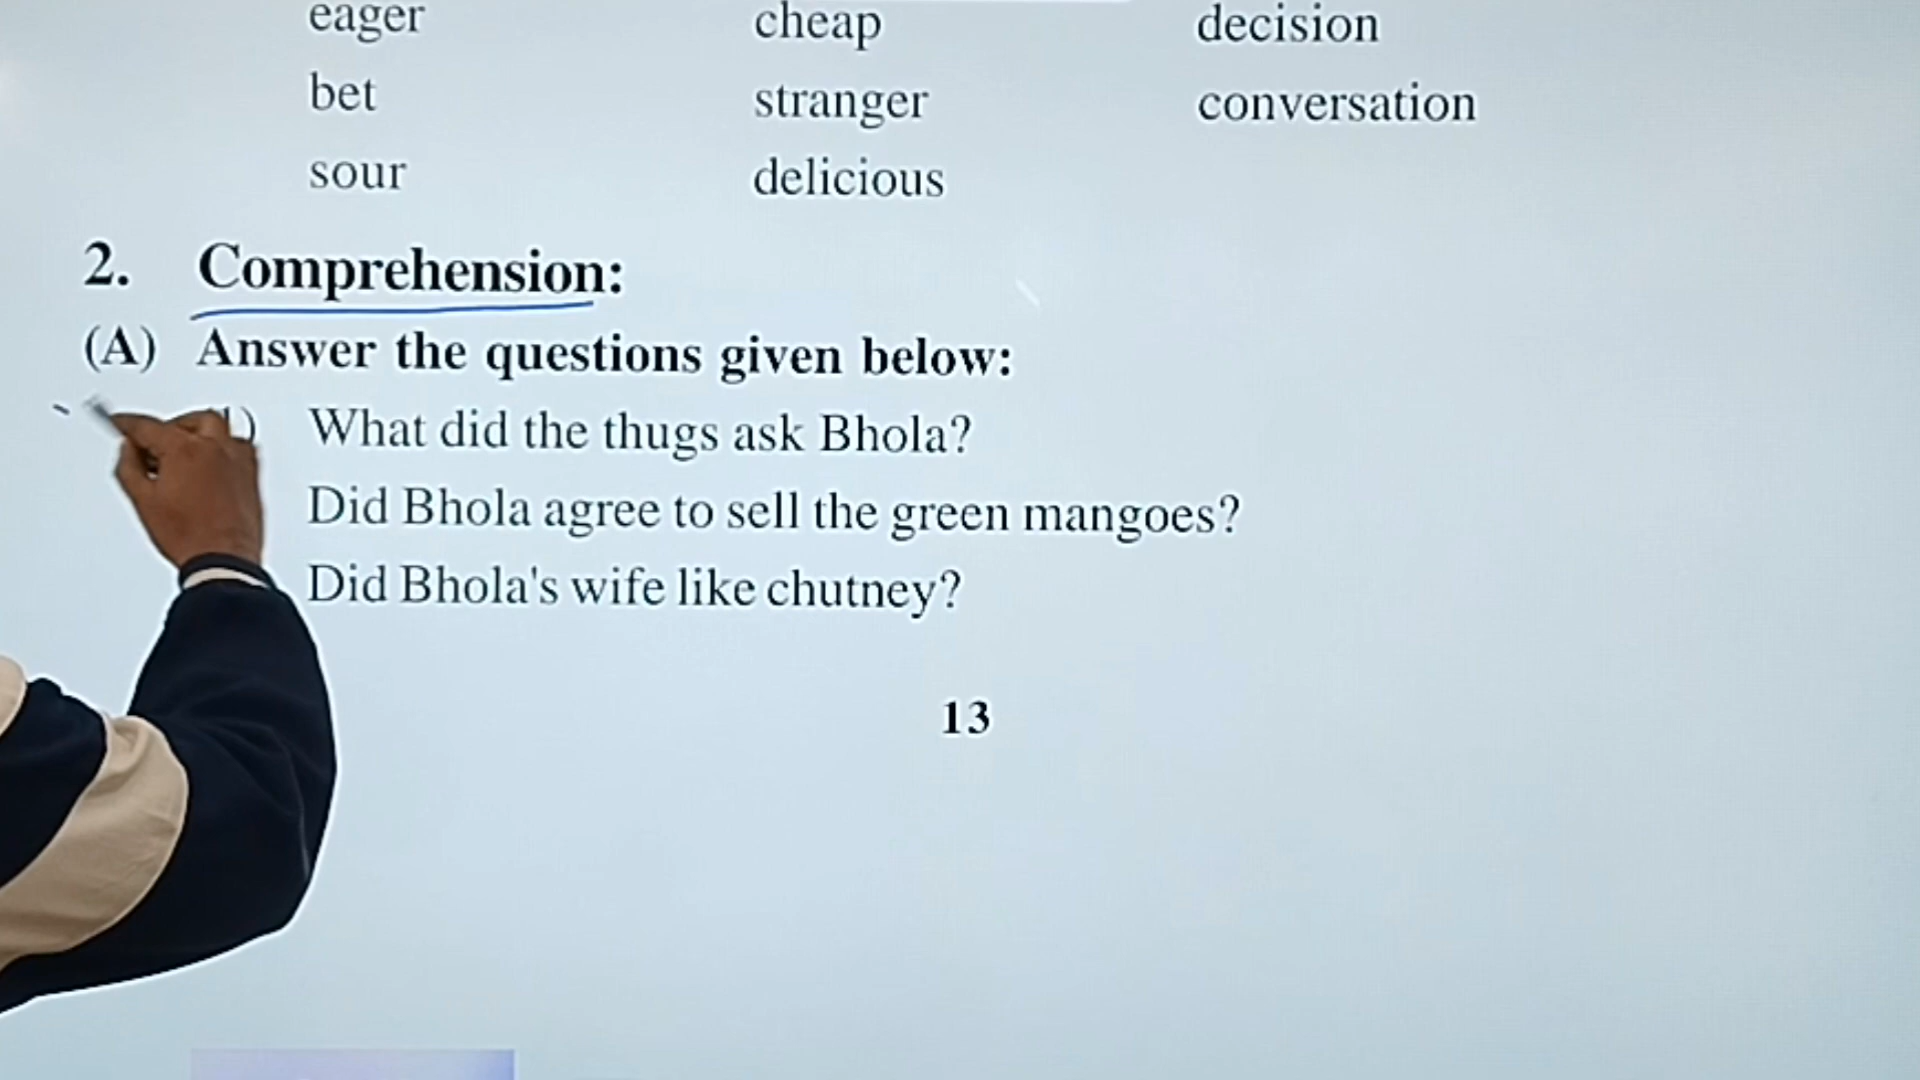 eager cheap decision
bet stranger conversation
sour delicious
2. Comprehension:
(A) Answer the questions given below:
1) What did the thugs ask Bhola?
Did Bhola agree to sell the green mangoes?
Did Bhola's wife like chutney?
13